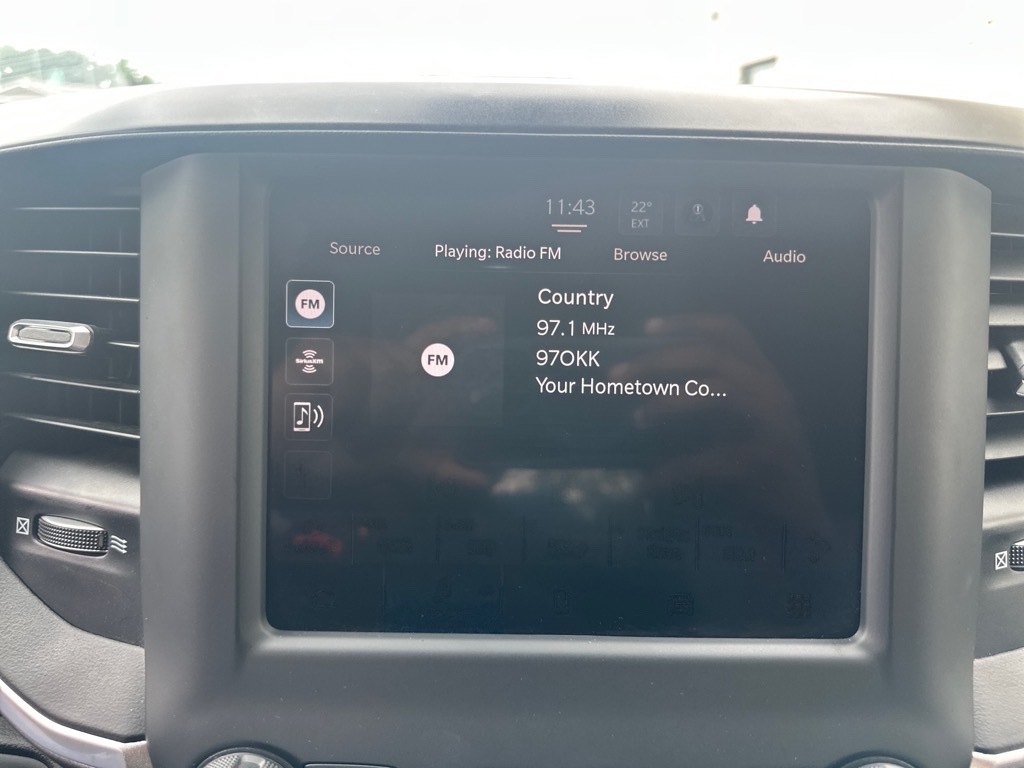 11:43
22°
EXT
Source
Playing: Radio FM
Browse
Audio
FM
SiriusXM
FM
Country
97.1 MHz
97OKK
Your Hometown Co...